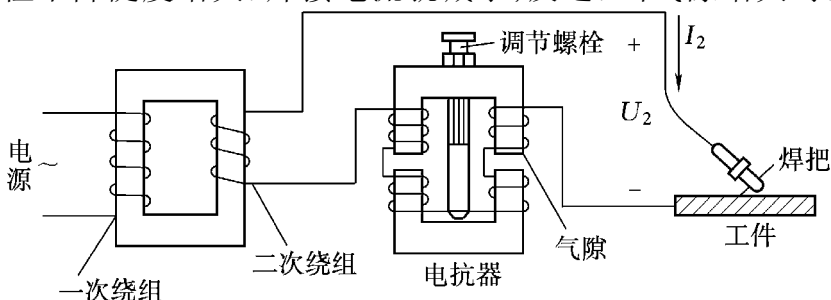 调节螺栓
+
I₂
U₂
电源
~
焊把
−
工件
气隙
二次绕组
电抗器
一次绕组